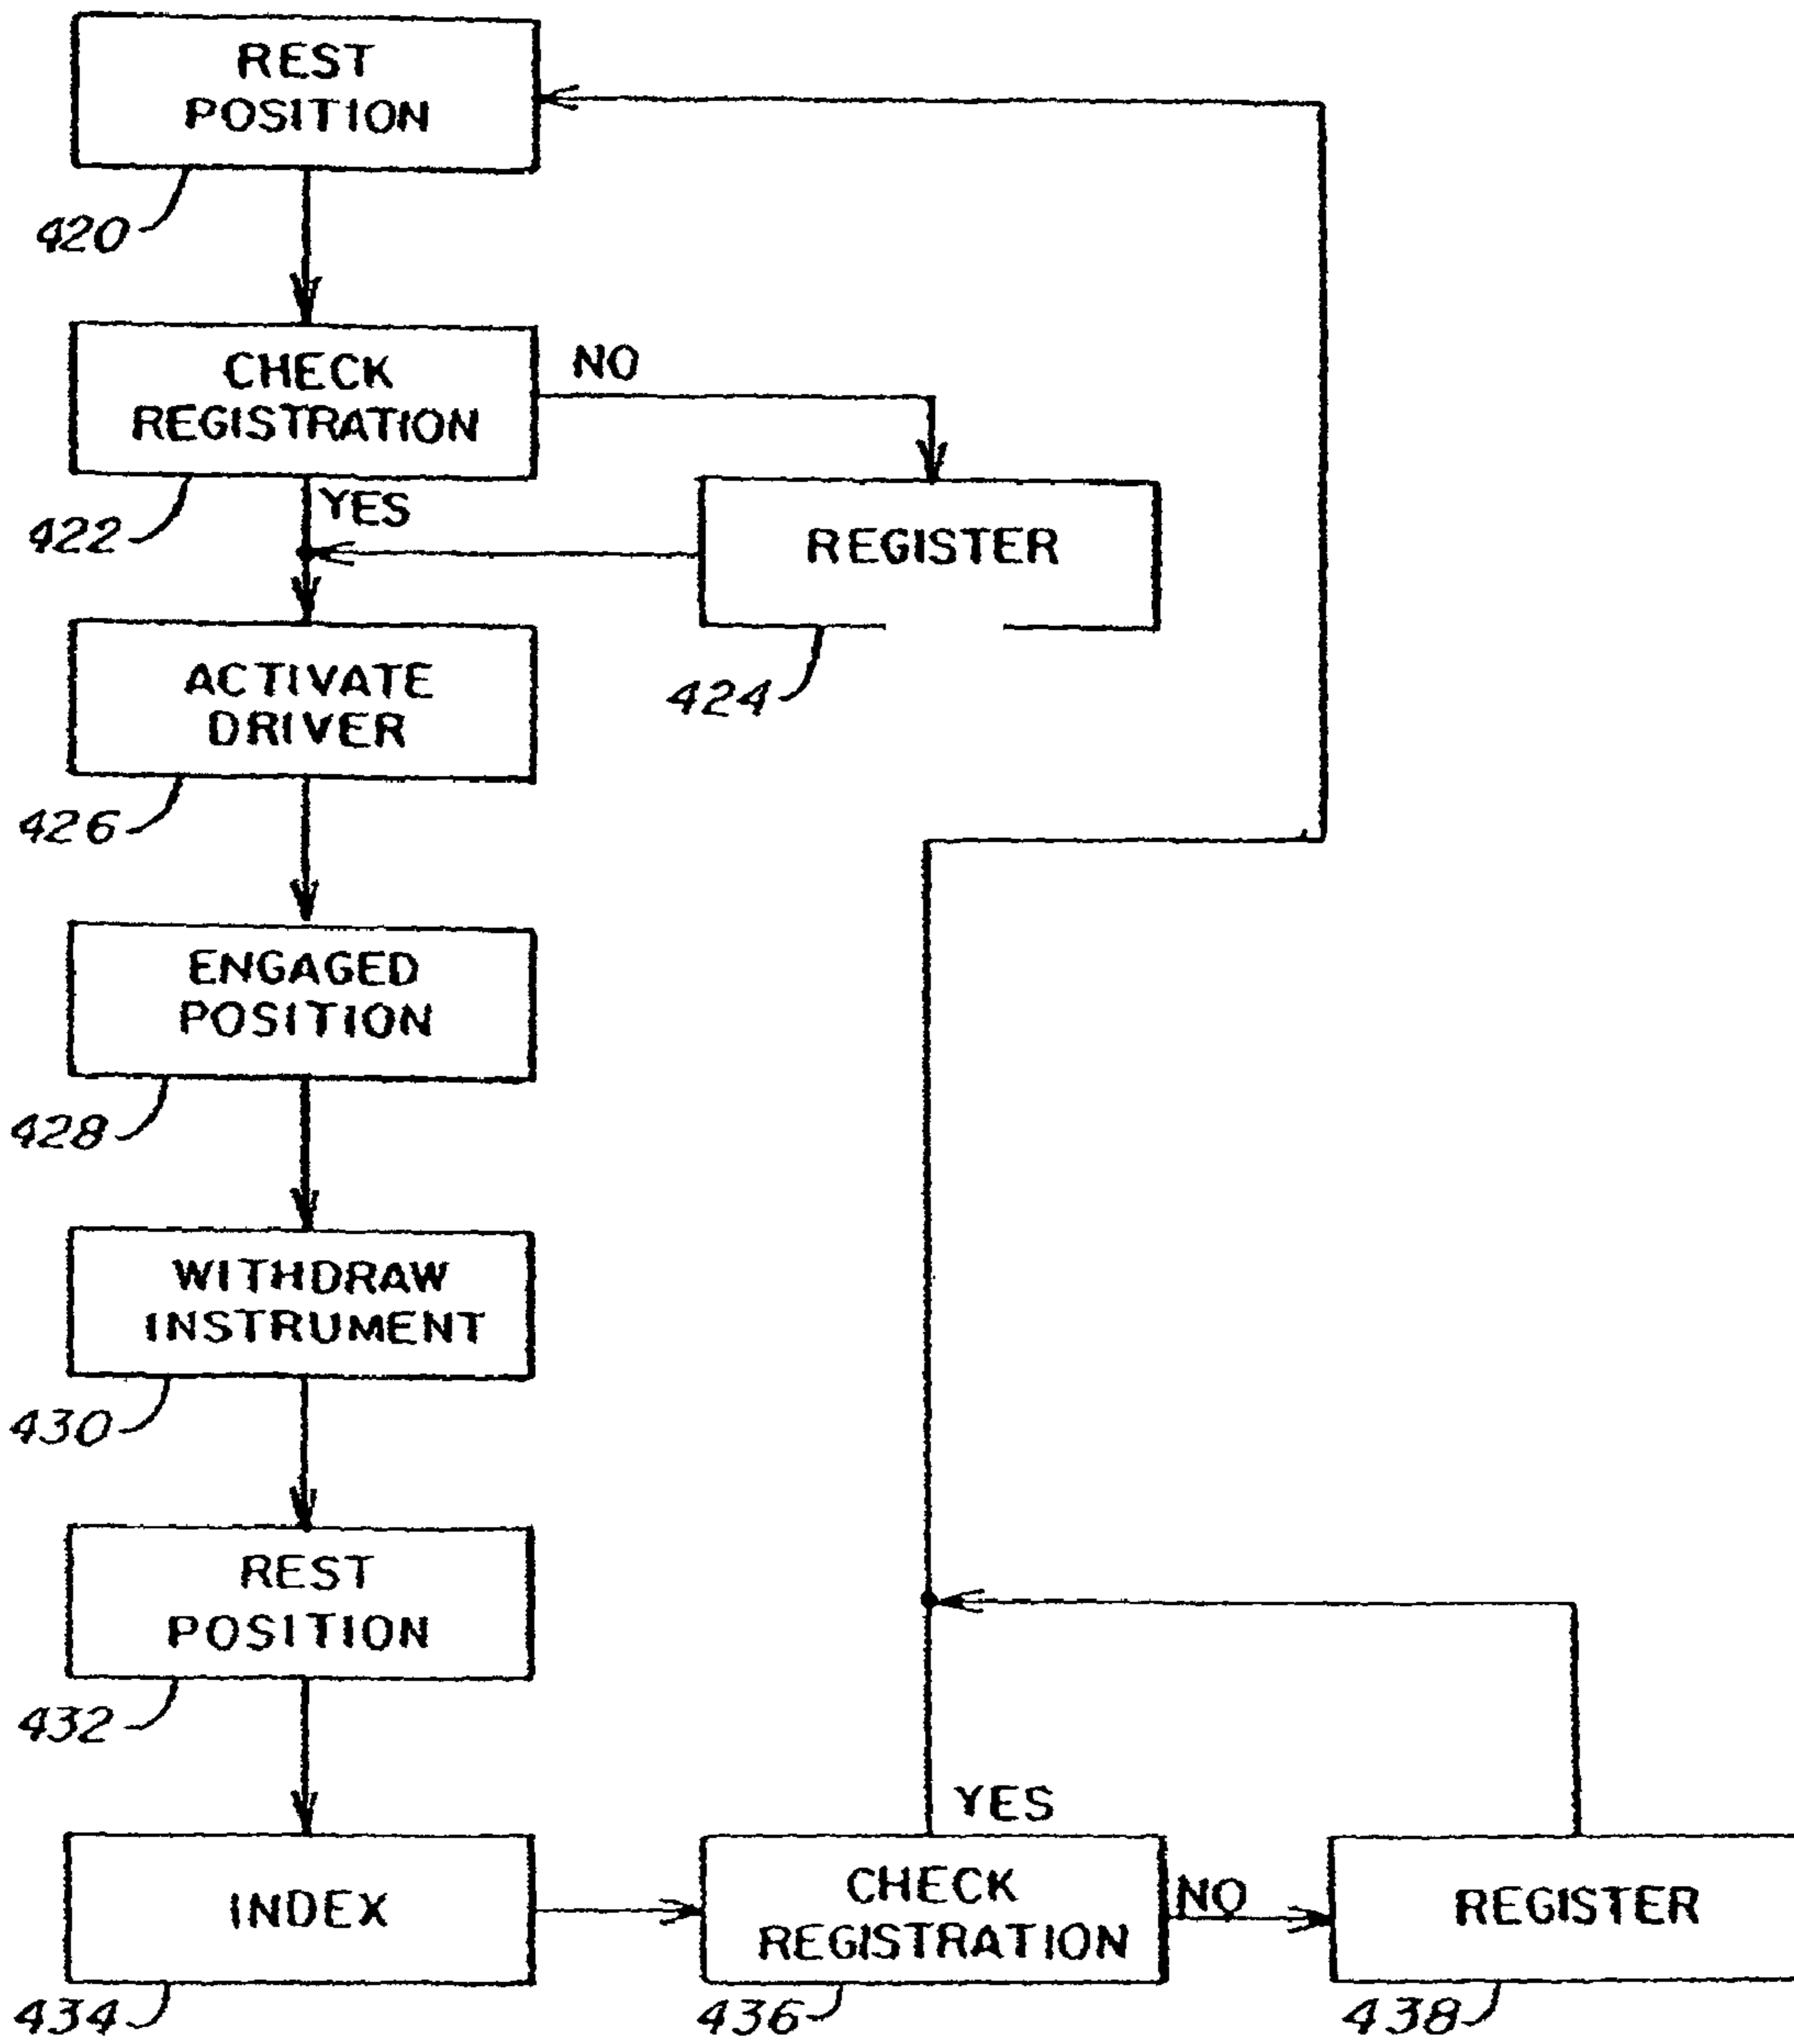 REST
POSITION
420
CHECK
REGISTRATION
NO
422
YES
REGISTER
424
ACTIVATE
DRIVER
426
ENGAGED
POSITION
428
WITHDRAW
INSTRUMENT
430
REST
POSITION
432
INDEX
434
YES
CHECK
REGISTRATION
436
NO
REGISTER
438